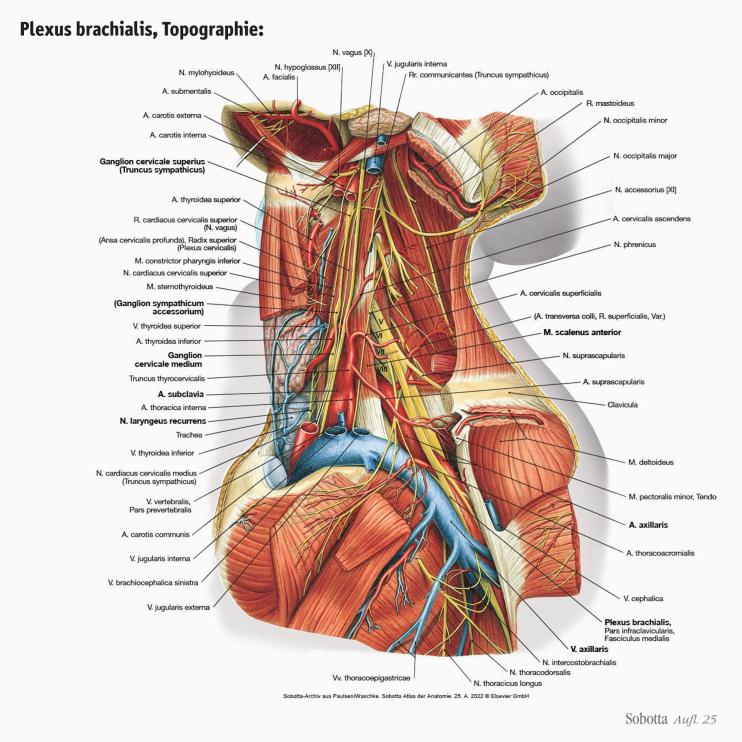 Plexus brachialis, Topographie:
N. vagus [X]
N. hypoglossus [XII]
V. jugularis interna
N. mylohyoideus
A. facialis
Rr. communicantes (Truncus sympathicus)
A. submentalis
A. occipitalis
R. mastoideus
A. carotis externa
N. occipitalis minor
A. carotis interna
Ganglion cervicale superius
(Truncus sympathicus)
N. occipitalis major
N. accessorius [XI]
A. thyroidea superior
R. cardiacus cervicalis superior
(N. vagus)
A. cervicalis ascendens
(Ansa cervicalis profunda), Radix superior
(Plexus cervicalis)
N. phrenicus
M. constrictor pharyngis inferior
N. cardiacus cervicalis superior
M. sternothyroideus
A. cervicalis superficialis
(Ganglion sympathicum
accessorium)
(A. transversa colli, R. superficialis, Var.)
V
V. thyroidea superior
M. scalenus anterior
VI
A. thyroidea inferior
VII
Ganglion
cervicale medium
N. suprascapularis
VIII
Truncus thyrocervicalis
A. suprascapularis
A. subclavia
Clavicula
A. thoracica interna
N. laryngeus recurrens
Trachea
V. thyroidea inferior
M. deltoideus
N. cardiacus cervicalis medius
(Truncus sympathicus)
M. pectoralis minor, Tendo
V. vertebralis,
Pars prevertebralis
A. axillaris
A. carotis communis
A. thoracoacromialis
V. jugularis interna
V. brachiocephalica sinistra
V. cephalica
V. jugularis externa
Plexus brachialis,
Pars infraclavicularis,
Fasciculus medialis
V. axillaris
N. intercostobrachialis
N. thoracodorsalis
Vv. thoracoepigastricae
N. thoracicus longus
Sobotta-Archiv aus Paulsen/Waschke. Sobotta Atlas der Anatomie. 25. A. 2022 © Elsevier GmbH
Sobotta Aufl. 25